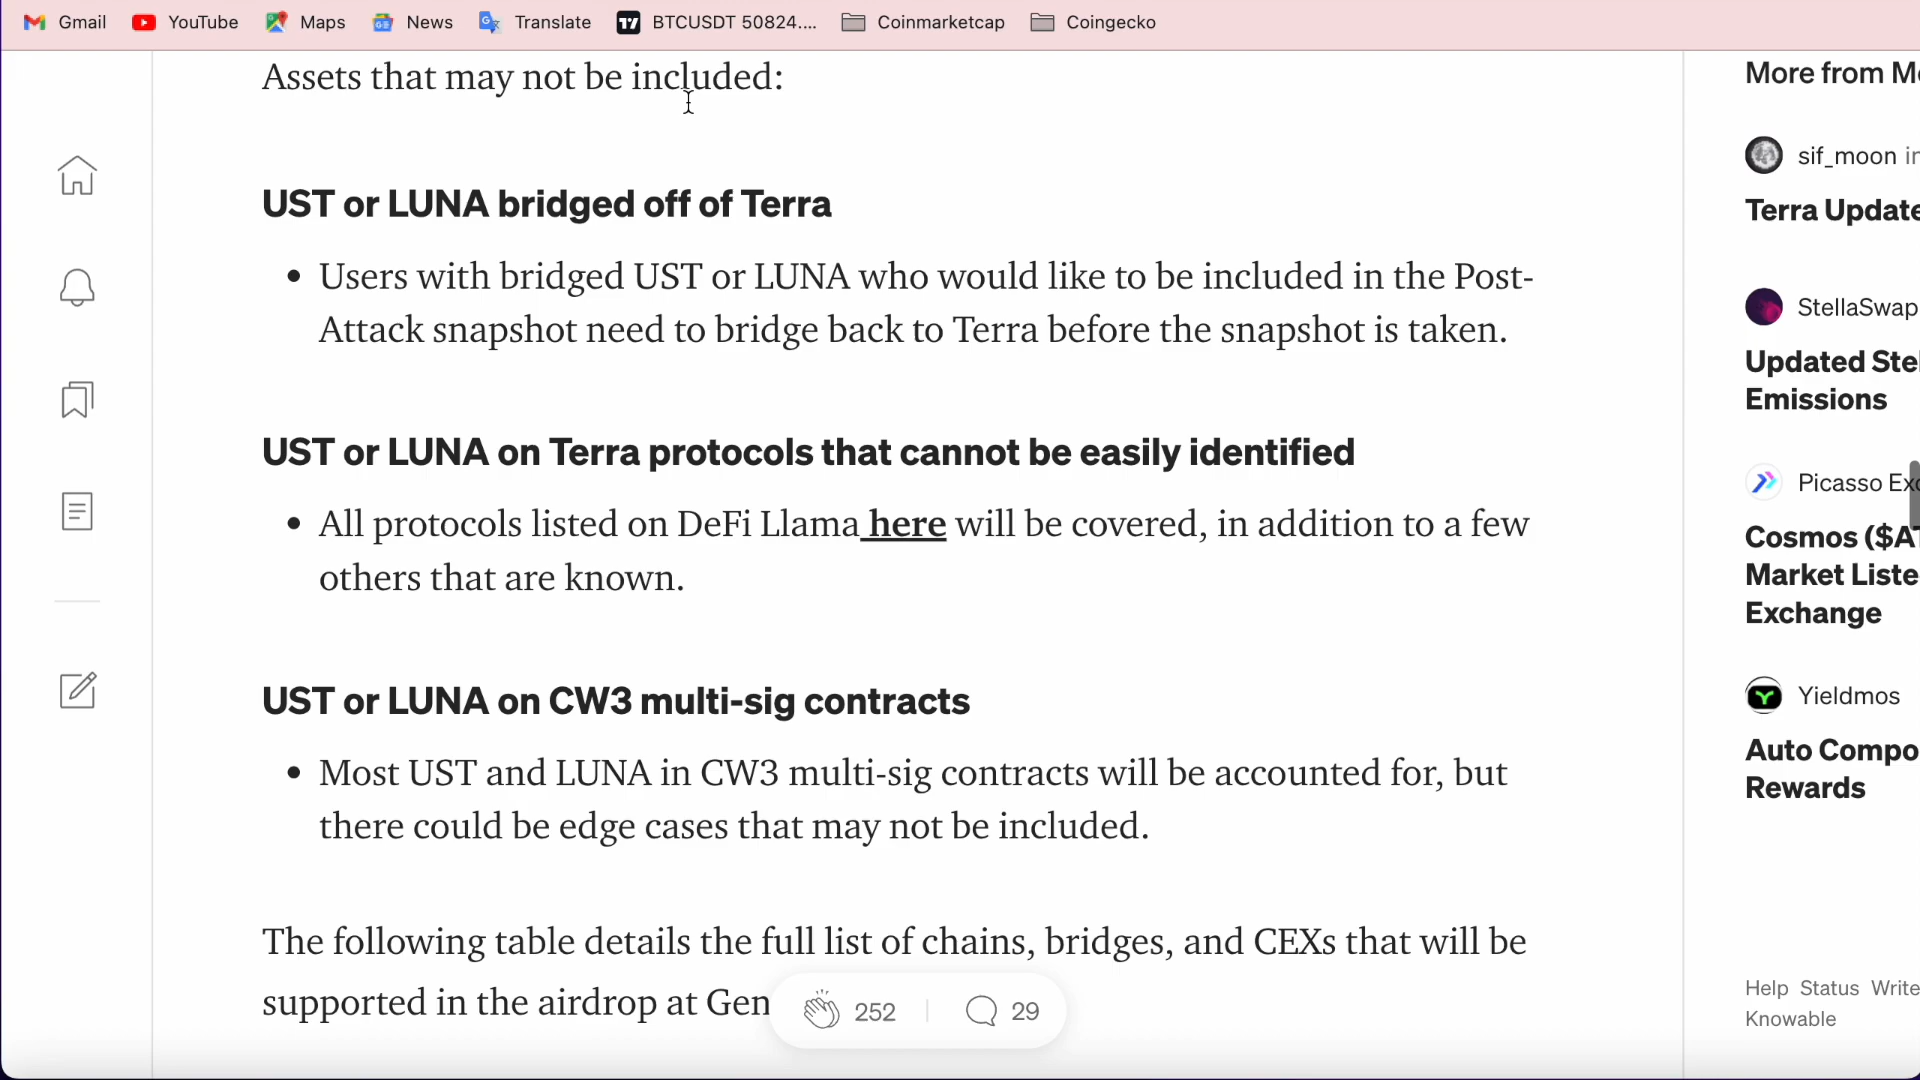 Gmail YouTube Maps News Translate BTCUSDT 50824.... Coinmarketcap Coingecko
Assets that may not be included:
UST or LUNA bridged off of Terra
• Users with bridged UST or LUNA who would like to be included in the Post-
Attack snapshot need to bridge back to Terra before the snapshot is taken.
UST or LUNA on Terra protocols that cannot be easily identified
• All protocols listed on DeFi Llama here will be covered, in addition to a few
others that are known.
UST or LUNA on CW3 multi-sig contracts
• Most UST and LUNA in CW3 multi-sig contracts will be accounted for, but
there could be edge cases that may not be included.
The following table details the full list of chains, bridges, and CEXs that will be
supported in the airdrop at Gen
252 29
More from M
sif_moon in
Terra Update
StellaSwap
Updated Stel
Emissions
Picasso Exc
Cosmos ($AT
Market Liste
Exchange
Yieldmos
Auto Compo
Rewards
Help Status Write
Knowable